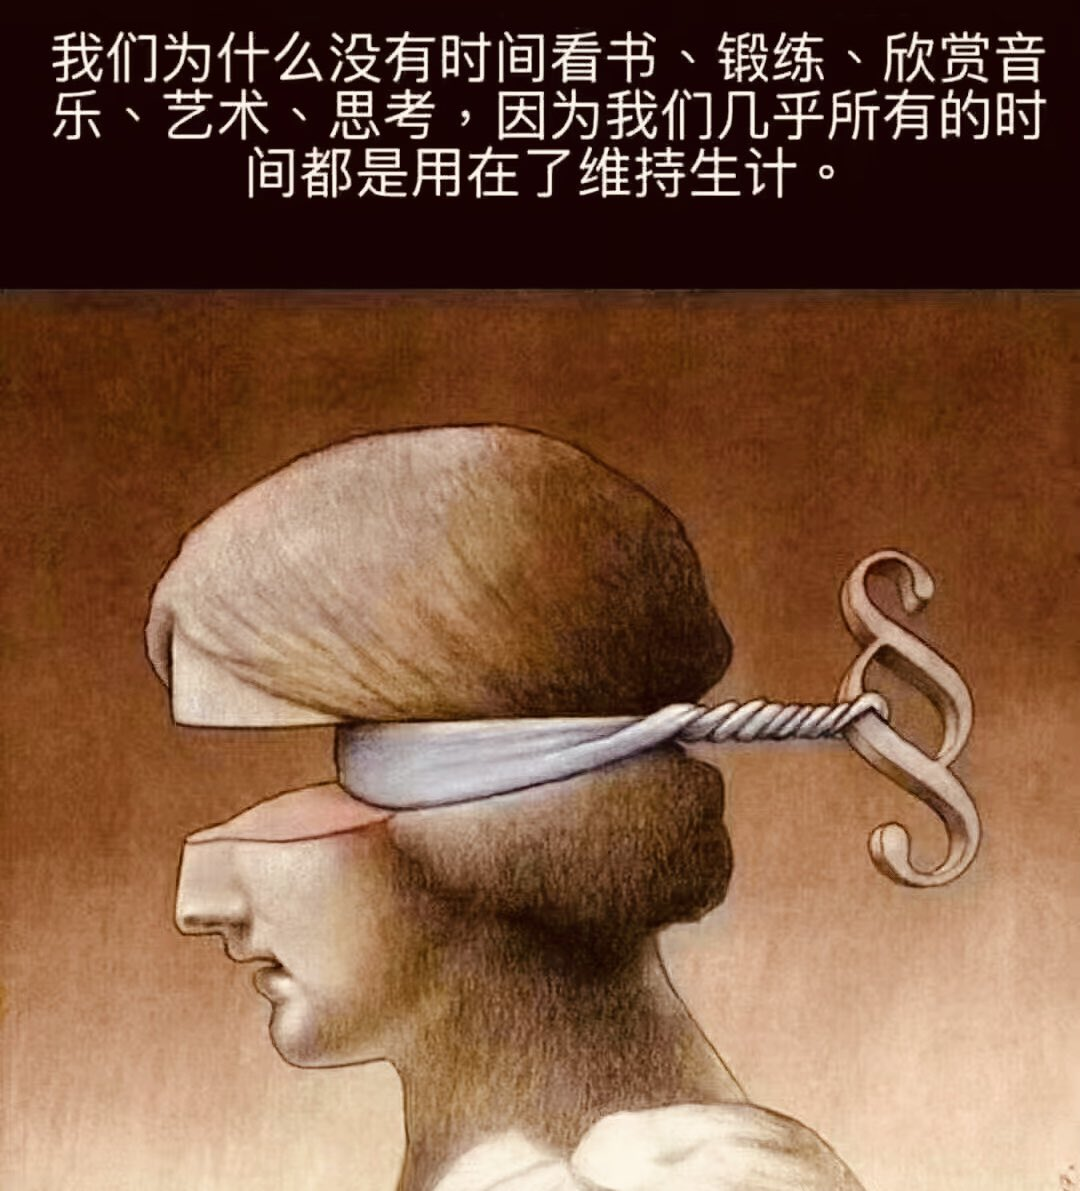 我们为什么没有时间看书、锻练、欣赏音
乐、艺术、思考，因为我们几乎所有的时
间都是用在了维持生计。